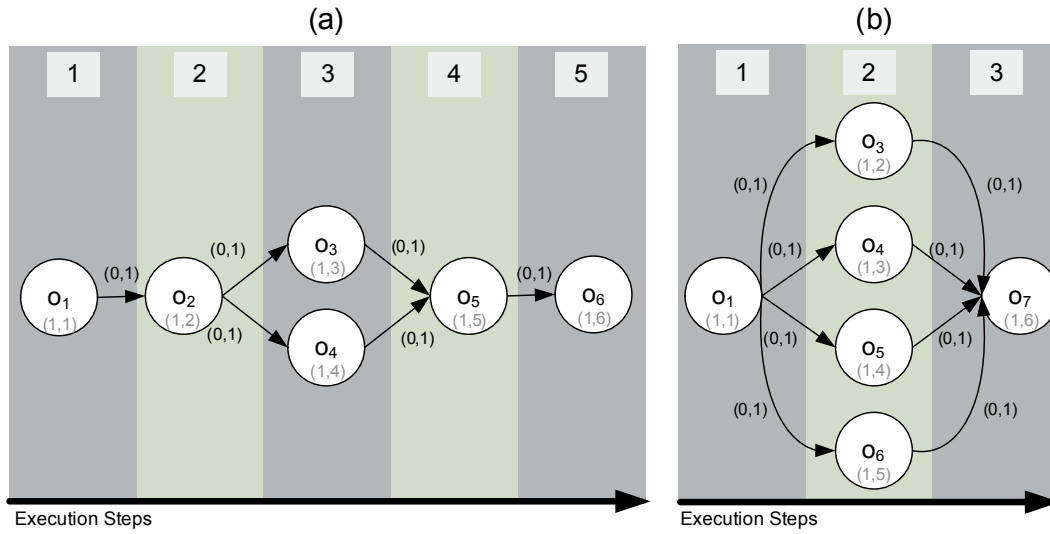 (a)
1 2 3 4 5
(0,1) (0,1) (0,1) (0,1) (0,1) (0,1)
o1 (1,1)
o2 (1,2)
o3 (1,3)
o4 (1,4)
o5 (1,5)
o6 (1,6)
Execution Steps
(b)
1 2 3
(0,1) (0,1) (0,1) (0,1) (0,1) (0,1) (0,1) (0,1)
o1 (1,1)
o3 (1,2)
o4 (1,3)
o5 (1,4)
o6 (1,5)
o7 (1,6)
Execution Steps